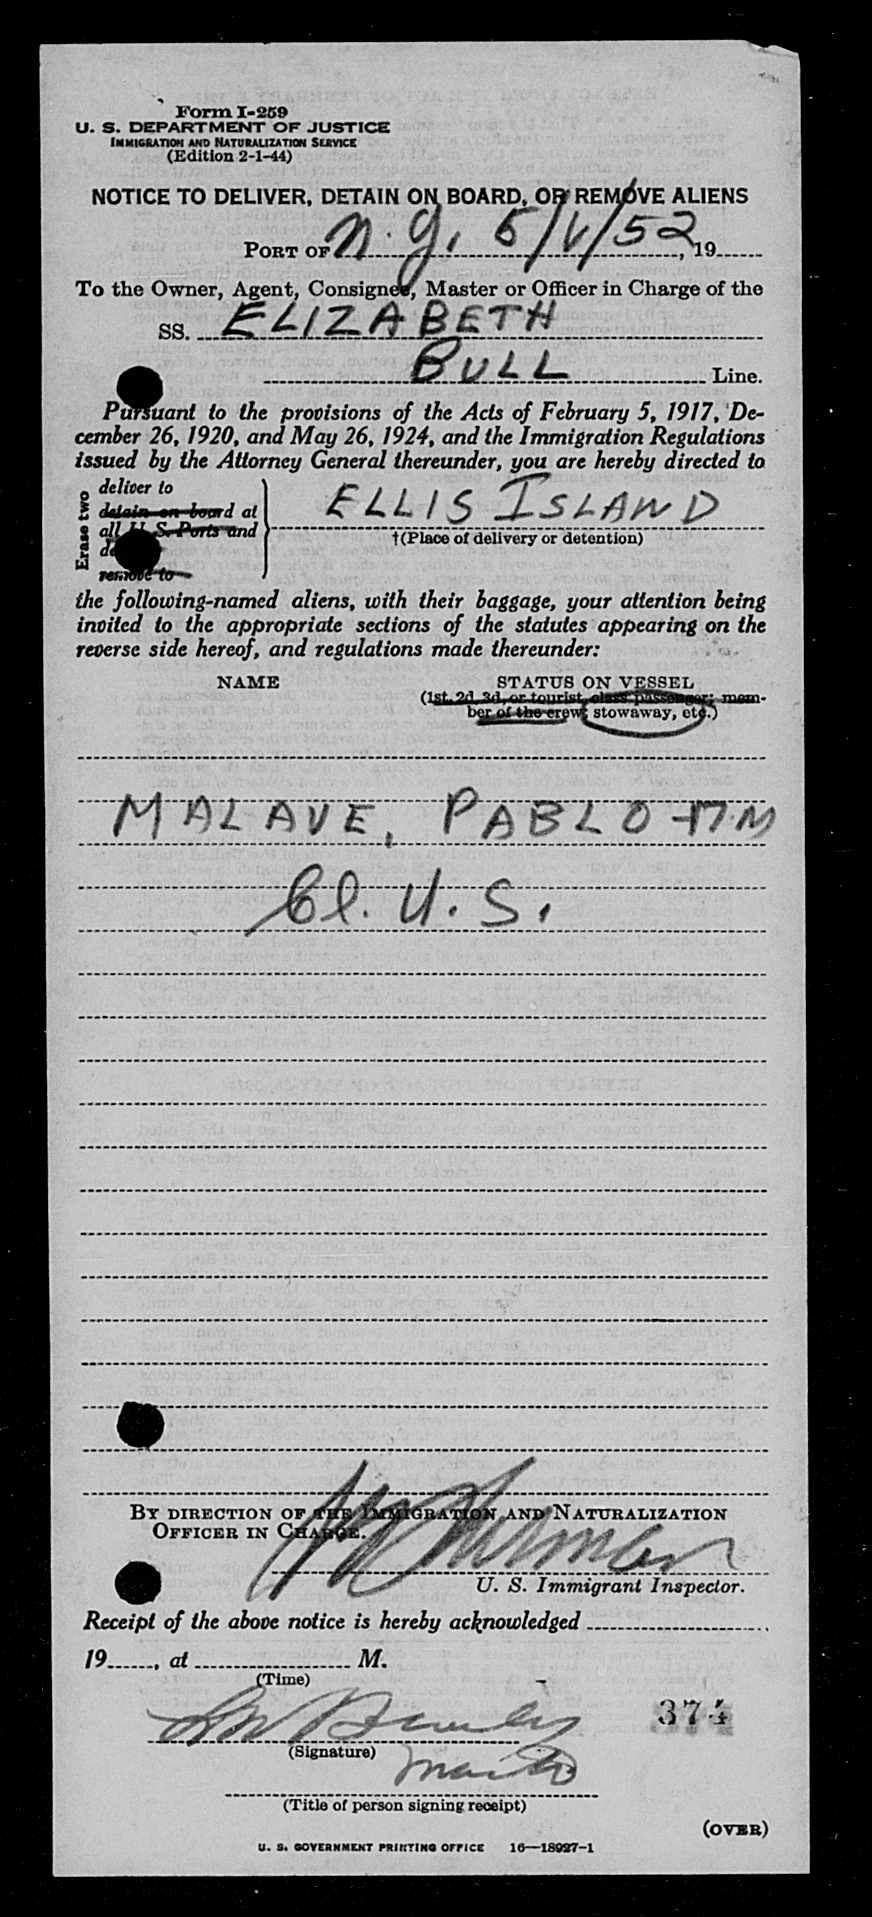 Form I-259
U. S. DEPARTMENT OF JUSTICE
IMMIGRATION AND NATURALIZATION SERVICE
(Edition 2-1-44)
NOTICE TO DELIVER, DETAIN ON BOARD, OR REMOVE ALIENS
PORT OF N. Y. 5/ /52, 19
To the Owner, Agent, Consignee, Master or Officer in Charge of the
SS. ELIZABETH
BULL Line.
Pursuant to the provisions of the Acts of February 5, 1917, De-
cember 26, 1920, and May 26, 1924, and the Immigration Regulations
issued by the Attorney General thereunder, you are hereby directed to
Erase two
deliver to
detain on board at
all U. S. Ports and
remove to
ELLIS ISLAND
†(Place of delivery or detention)
the following-named aliens, with their baggage, your attention being
invited to the appropriate sections of the statutes appearing on the
reverse side hereof, and regulations made thereunder:
NAME STATUS ON VESSEL
(1st, 2d, 3d, or tourist class passenger; mem-
ber of the crew; stowaway, etc.)
MALAVE, PABLO -17-M
Cl. U. S.
BY DIRECTION OF THE IMMIGRATION AND NATURALIZATION
OFFICER IN CHARGE.
U. S. Immigrant Inspector.
Receipt of the above notice is hereby acknowledged
19, at M.
(Time)
374
(Signature)
(Title of person signing receipt)
(OVER)
U. S. GOVERNMENT PRINTING OFFICE 16—18927-1